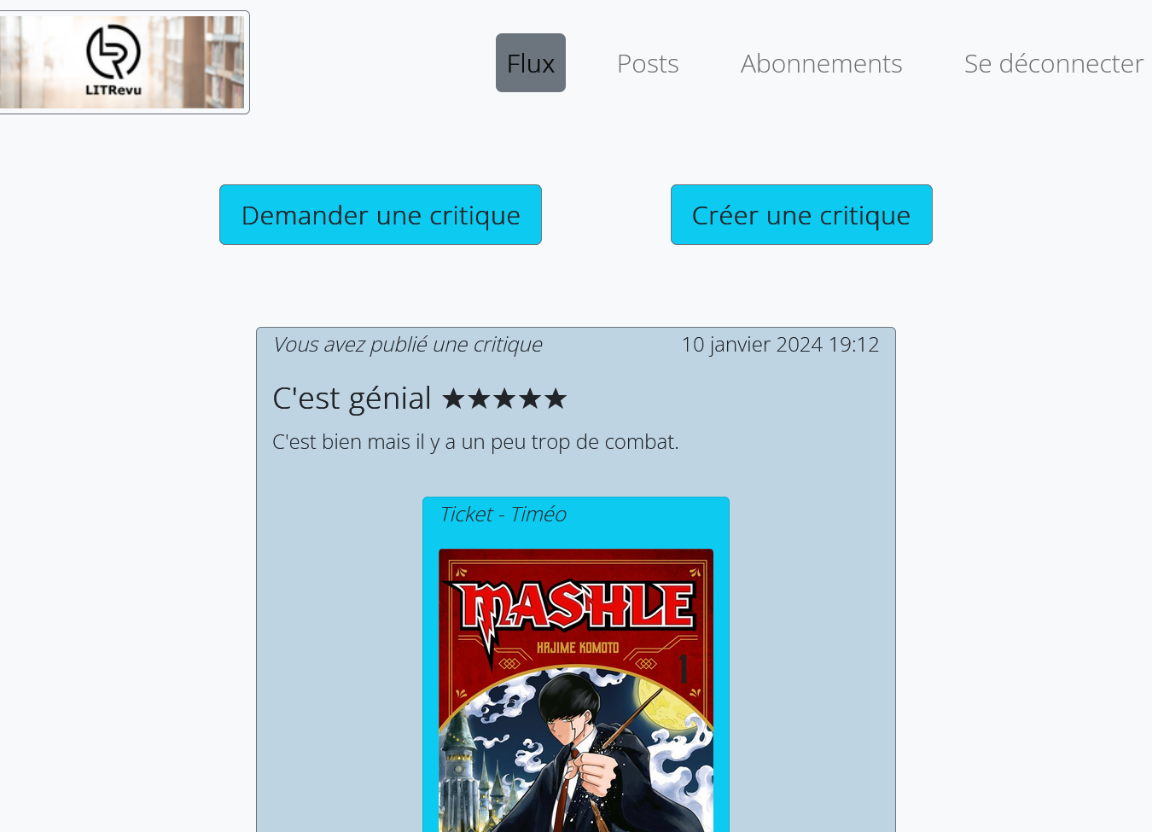 LITRevu
Flux
Posts
Abonnements
Se déconnecter
Demander une critique
Créer une critique
Vous avez publié une critique
10 janvier 2024 19:12
C'est génial ★★★★★
C'est bien mais il y a un peu trop de combat.
Ticket - Timéo
MASHLE
HAJIME KOMOTO
1